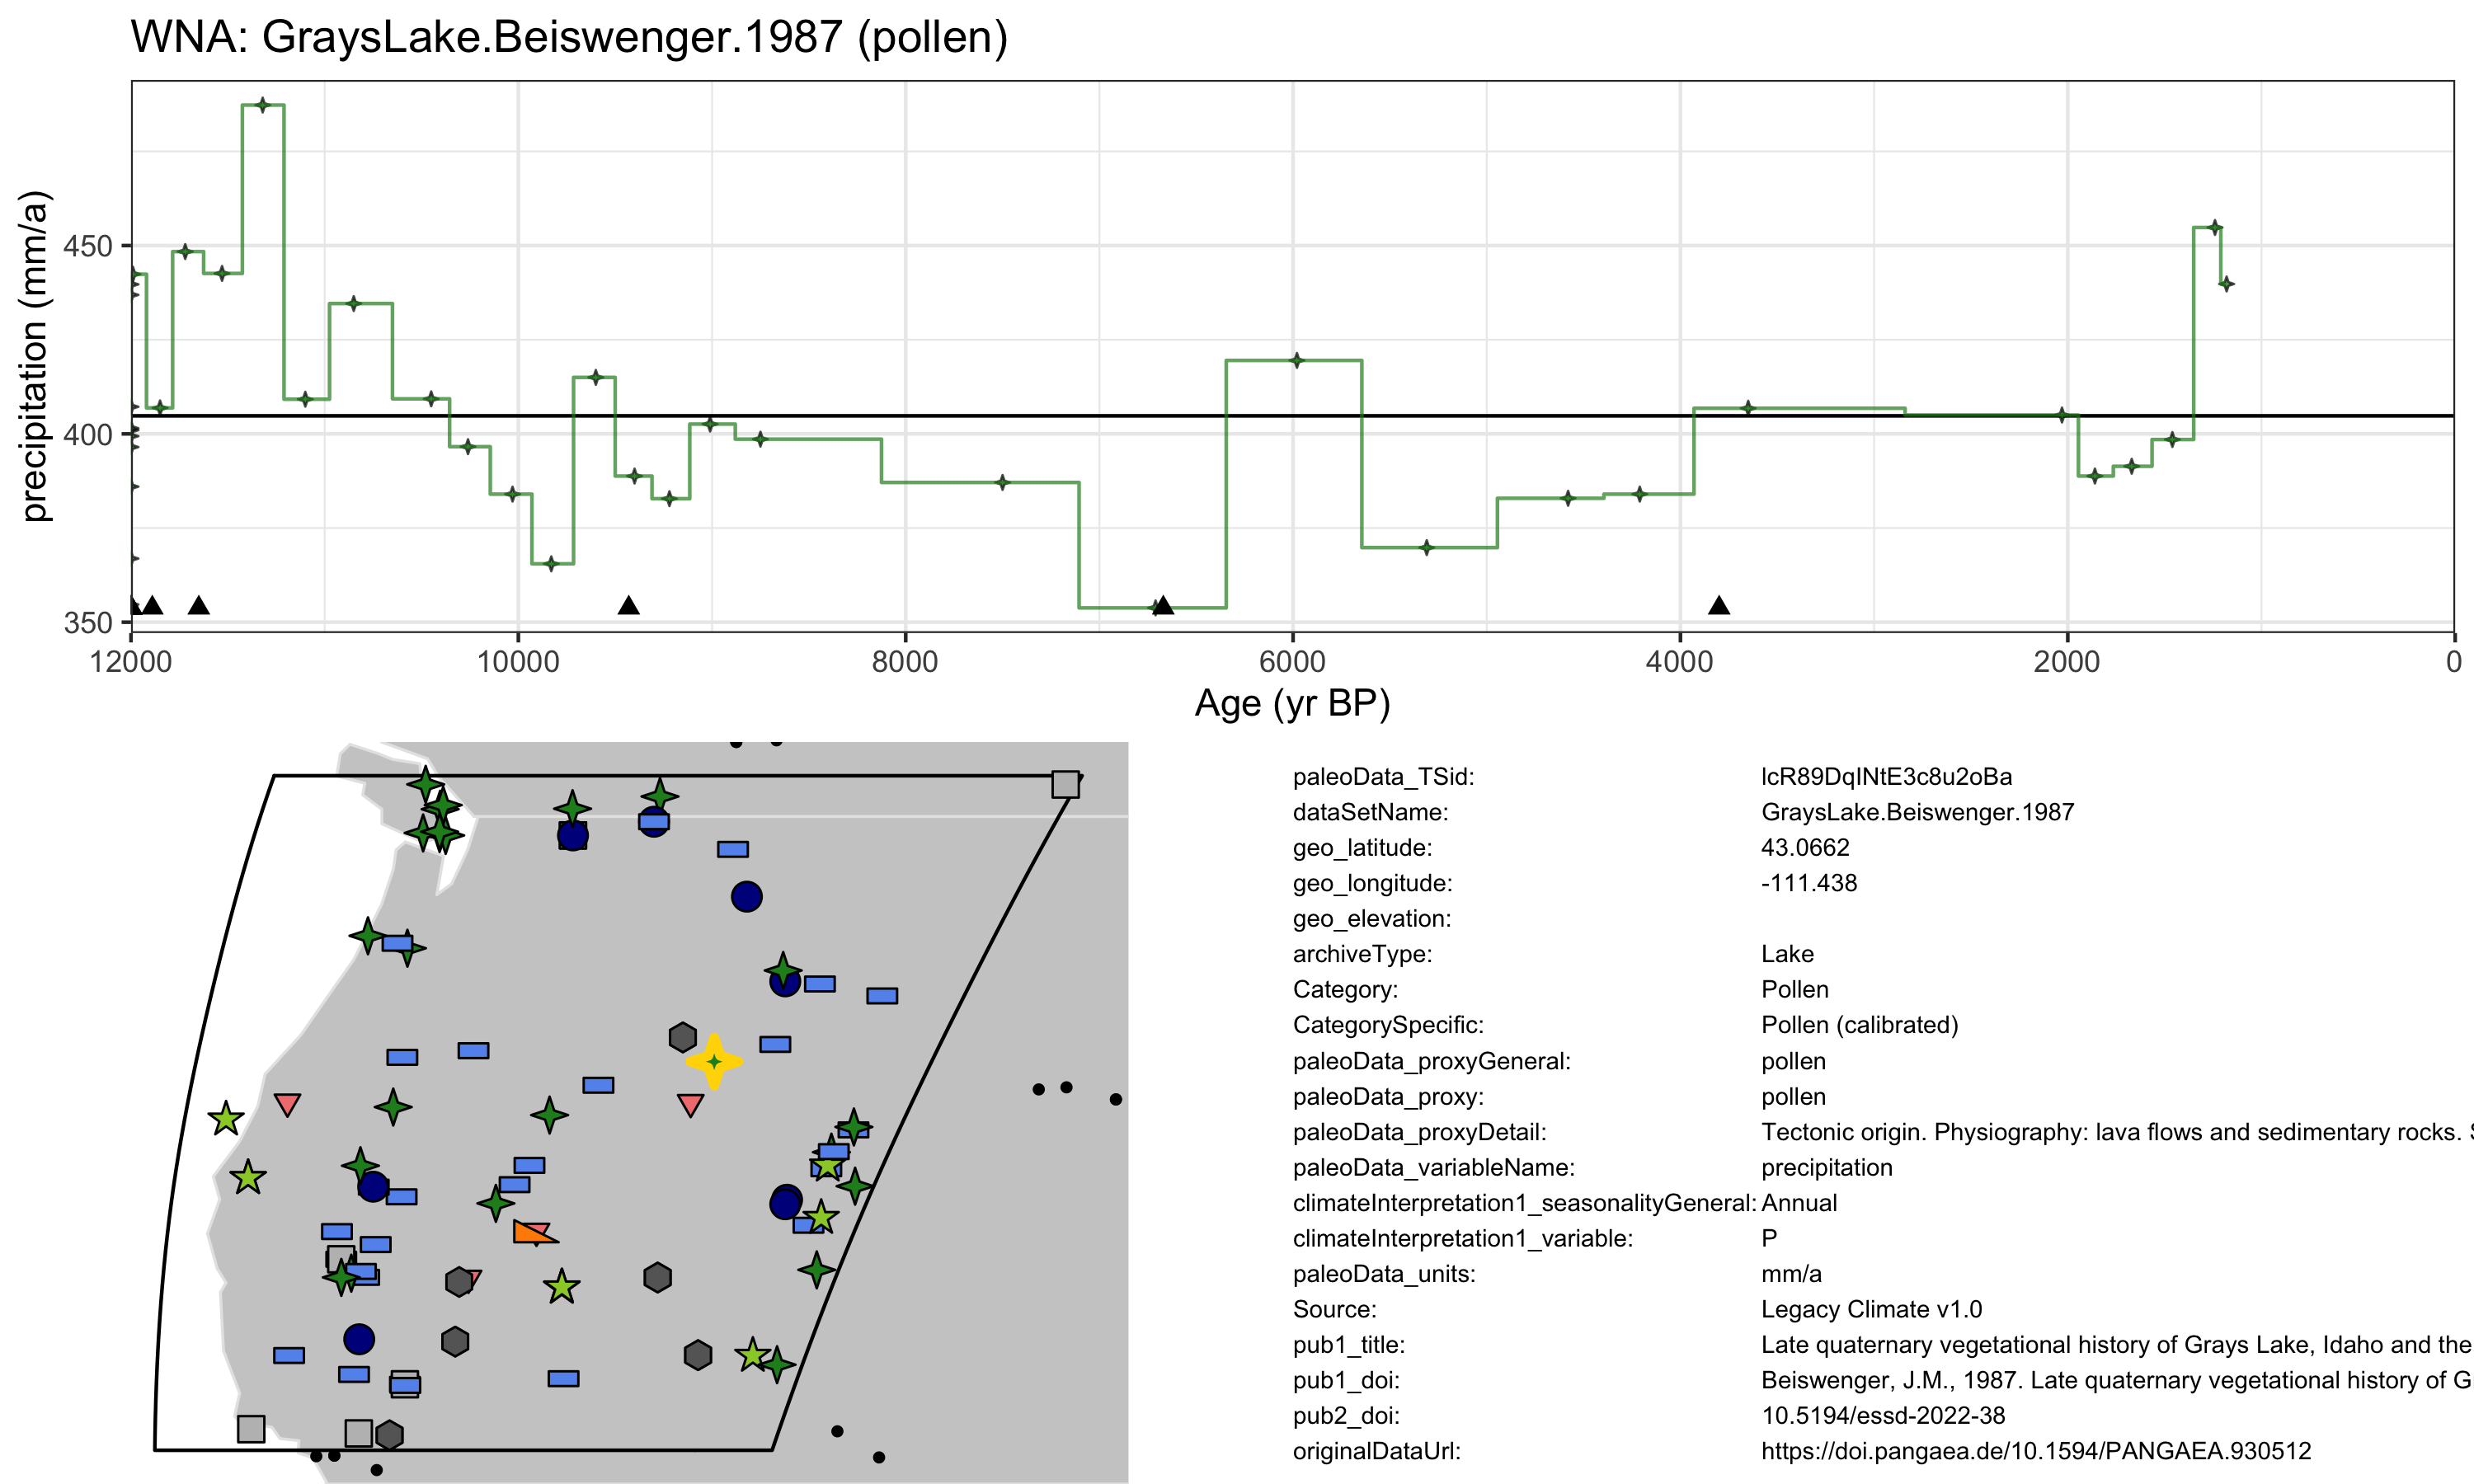 WNA: GraysLake.Beiswenger.1987 (pollen)
precipitation (mm/a)
450
400
350
12000 10000 8000 6000 4000 2000 0
Age (yr BP)
paleoData_TSid: lcR89DqINtE3c8u2oBa
dataSetName: GraysLake.Beiswenger.1987
geo_latitude: 43.0662
geo_longitude: -111.438
geo_elevation:
archiveType: Lake
Category: Pollen
CategorySpecific: Pollen (calibrated)
paleoData_proxyGeneral: pollen
paleoData_proxy: pollen
paleoData_proxyDetail: Tectonic origin. Physiography: lava flows and sedimentary rocks.
paleoData_variableName: precipitation
climateInterpretation1_seasonalityGeneral: Annual
climateInterpretation1_variable: P
paleoData_units: mm/a
Source: Legacy Climate v1.0
pub1_title: Late quaternary vegetational history of Grays Lake, Idaho and the
pub1_doi: Beiswenger, J.M., 1987. Late quaternary vegetational history of G
pub2_doi: 10.5194/essd-2022-38
originalDataUrl: https://doi.pangaea.de/10.1594/PANGAEA.930512